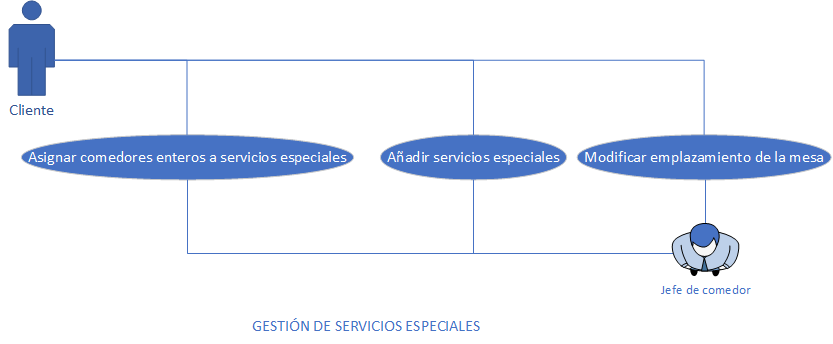 Cliente
Asignar comedores enteros a servicios especiales
Añadir servicios especiales
Modificar emplazamiento de la mesa
Jefe de comedor
GESTIÓN DE SERVICIOS ESPECIALES